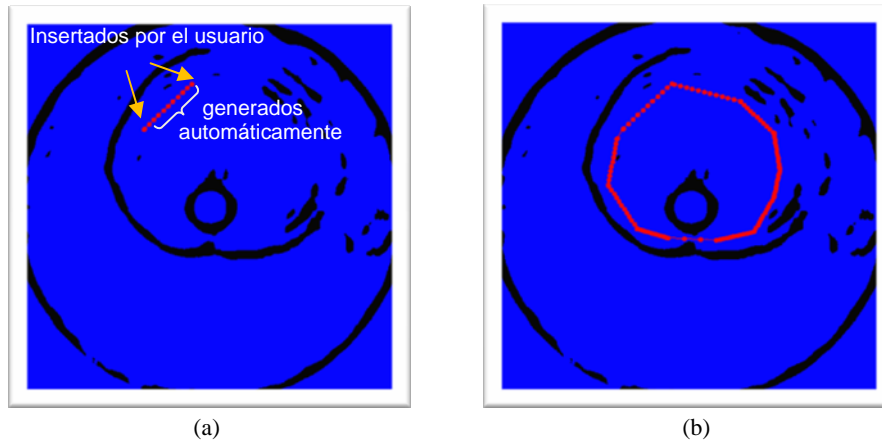 Insertados por el usuario
generados
automáticamente
(a)
(b)